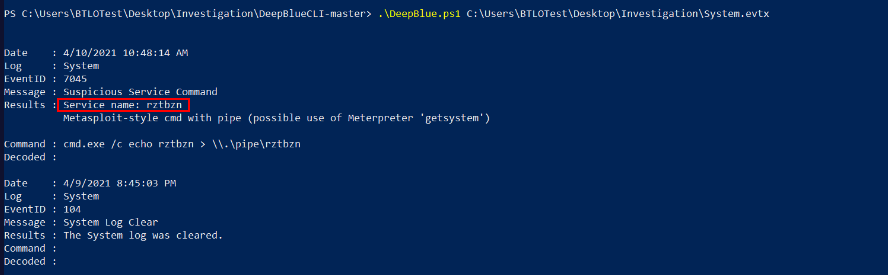 PS C:\Users\BTLOTest\Desktop\Investigation\DeepBlueCLI-master> .\DeepBlue.ps1 C:\Users\BTLOTest\Desktop\Investigation\System.evtx
Date    : 4/10/2021 10:48:14 AM
Log     : System
EventID : 7045
Message : Suspicious Service Command
Results : Service name: rztbzn
          Metasploit-style cmd with pipe (possible use of Meterpreter 'getsystem')
Command : cmd.exe /c echo rztbzn > \\.\pipe\rztbzn
Decoded :
Date    : 4/9/2021 8:45:03 PM
Log     : System
EventID : 104
Message : System Log Clear
Results : The System log was cleared.
Command :
Decoded :